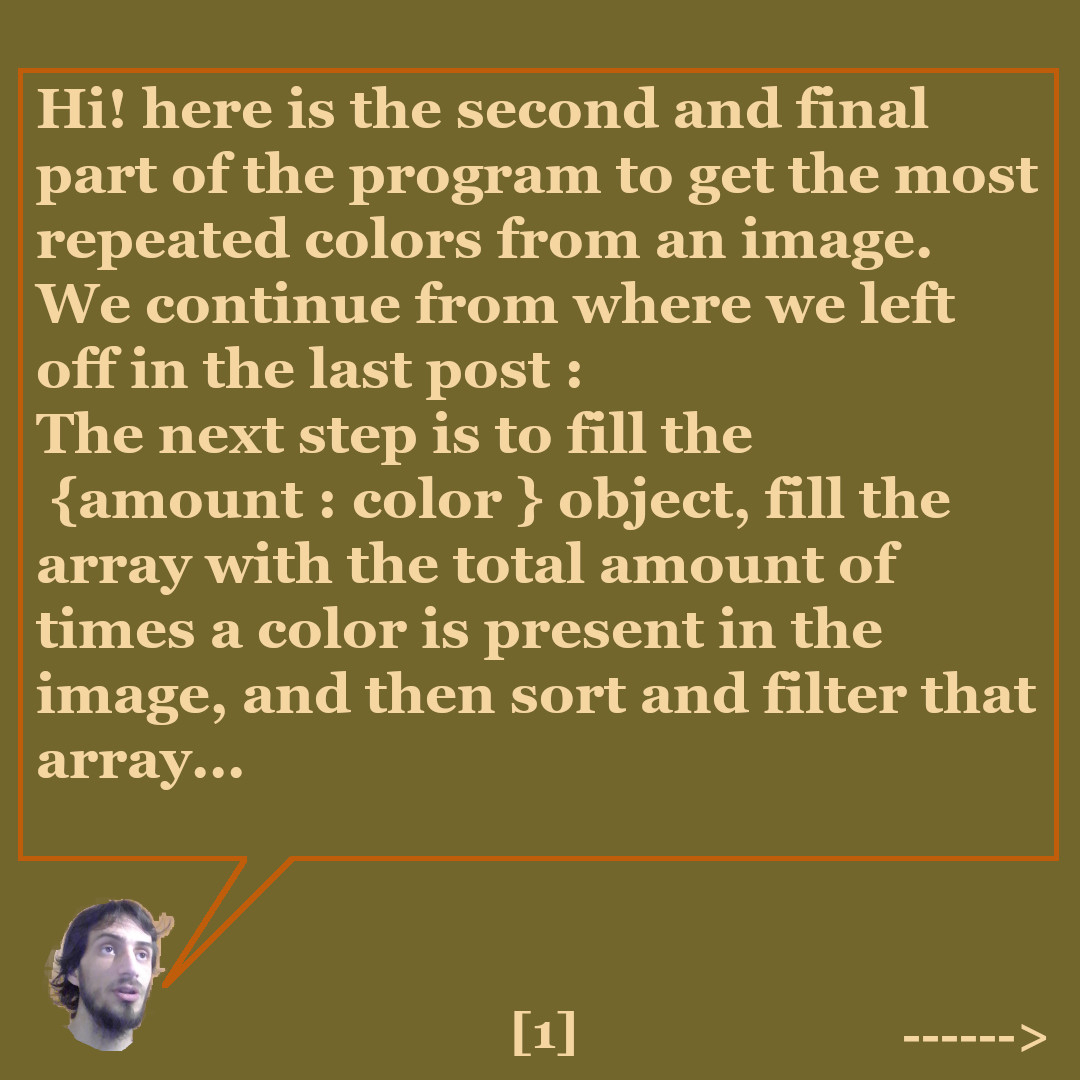 Hi! here is the second and final
part of the program to get the most
repeated colors from an image.
We continue from where we left
off in the last post :
The next step is to fill the
{amount : color } object, fill the
array with the total amount of
times a color is present in the
image, and then sort and filter that
array...
[1]
------>